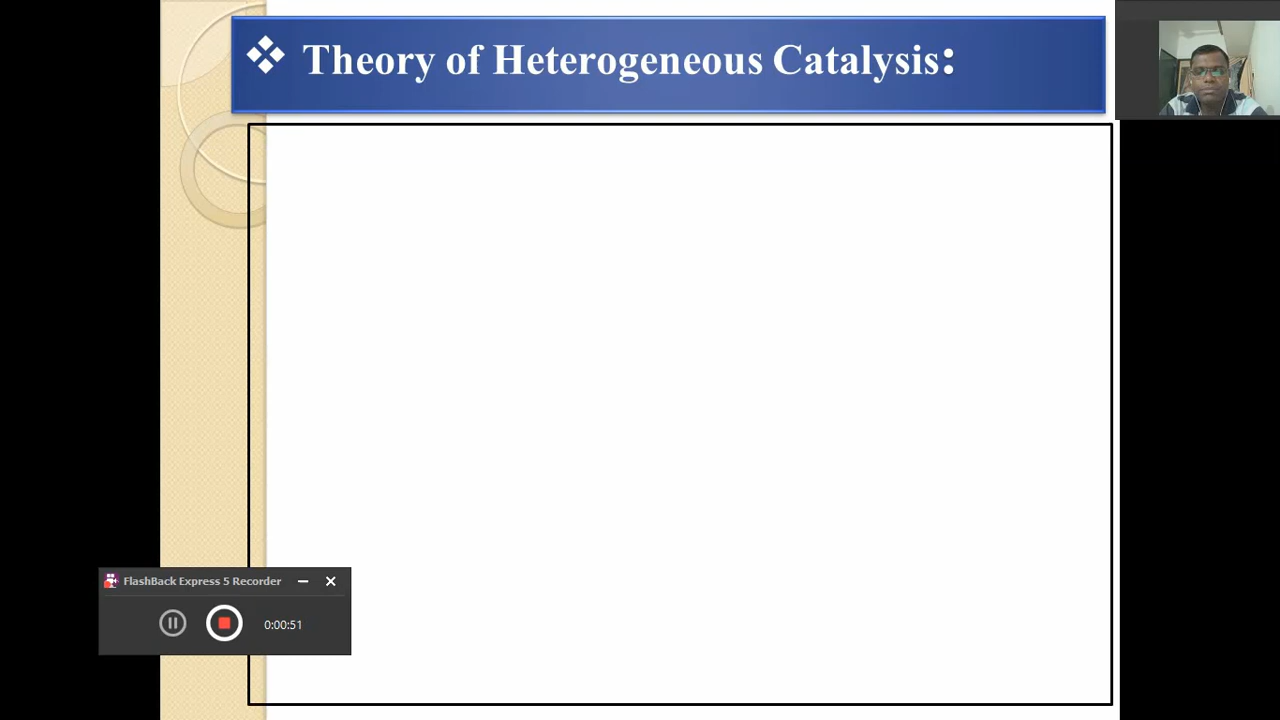 ❖ Theory of Heterogeneous Catalysis:
FlashBack Express 5 Recorder
0:00:51